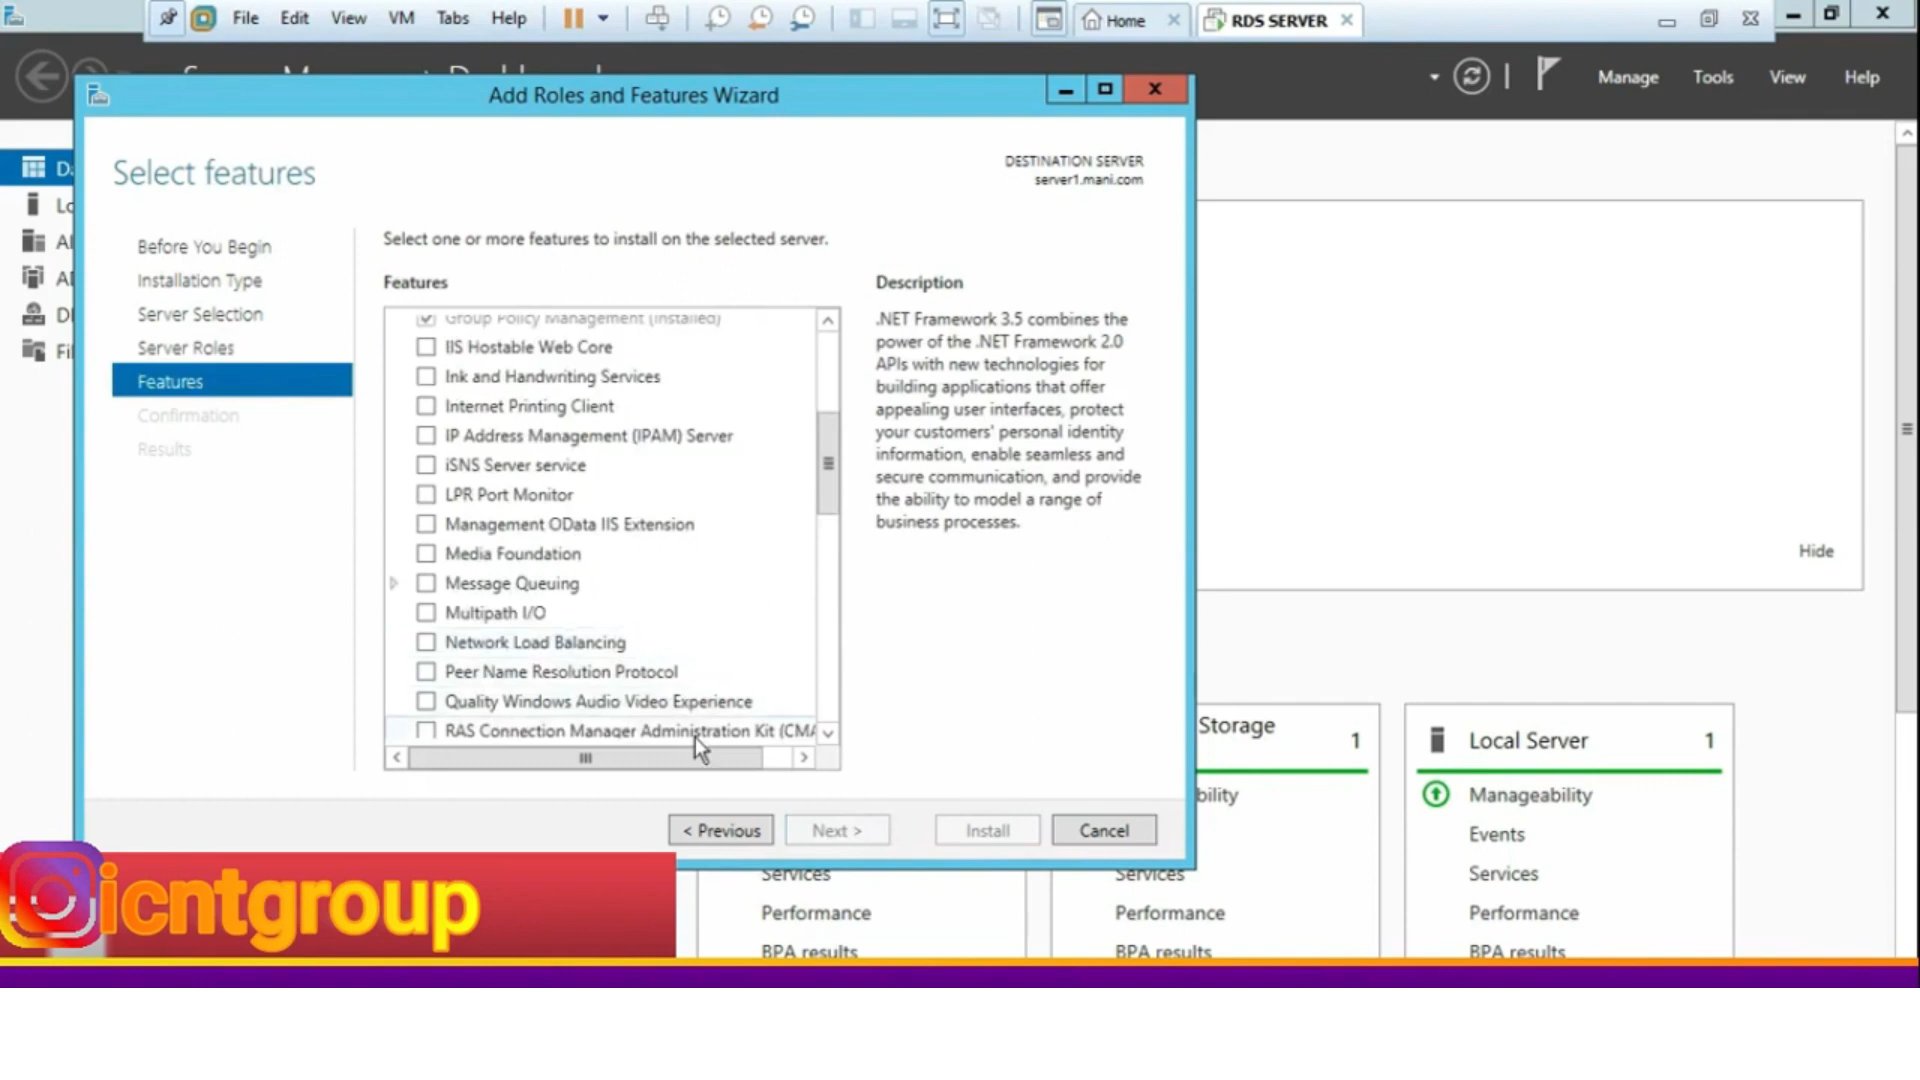 File Edit View VM Tabs Help
Home
RDS SERVER
Manage Tools View Help
Add Roles and Features Wizard
Select features
DESTINATION SERVER
server1.mani.com
Before You Begin
Installation Type
Server Selection
Server Roles
Features
Confirmation
Results
Select one or more features to install on the selected server.
Features
Group Policy Management (Installed)
IIS Hostable Web Core
Ink and Handwriting Services
Internet Printing Client
IP Address Management (IPAM) Server
iSNS Server service
LPR Port Monitor
Management OData IIS Extension
Media Foundation
Message Queuing
Multipath I/O
Network Load Balancing
Peer Name Resolution Protocol
Quality Windows Audio Video Experience
RAS Connection Manager Administration Kit (CMA
Description
.NET Framework 3.5 combines the
power of the .NET Framework 2.0
APIs with new technologies for
building applications that offer
appealing user interfaces, protect
your customers' personal identity
information, enable seamless and
secure communication, and provide
the ability to model a range of
business processes.
< Previous
Next >
Install
Cancel
Hide
Storage 1
bility
Services
Performance
BPA results
Services
Performance
BPA results
Local Server 1
Manageability
Events
Services
Performance
BPA results
icntgroup